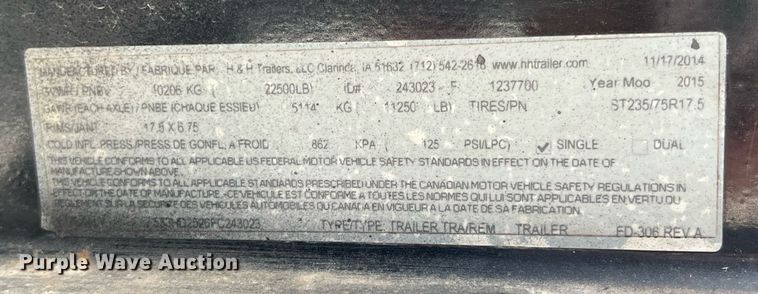 MANUFACTURED BY / FABRIQUE PAR H & H Trailers, LLC Clarinda, IA 51632 (712) 542-2618 www.hhtrailer.com 11/17/2014
GVWR / PNBV 10206 KG ( 22500LB) ID#: 243023 - F 1237700 Year Mod 2015
GAWR (EACH AXLE) / PNBE (CHAQUE ESSIEU) 5114 KG ( 11250 LB) TIRES/PN ST235/75R17.5
RIMS/JANT 17.5 X 6.75
COLD INFL. PRESS/PRESS DE GONFL. A FROID 862 KPA ( 125 PSI/LPC) SINGLE DUAL
THIS VEHICLE CONFORMS TO ALL APPLICABLE US FEDERAL MOTOR VEHICLE SAFETY STANDARDS IN EFFECT ON THE DATE OF
MANUFACTURE SHOWN ABOVE.
THIS VEHICLE CONFORMS TO ALL APPLICABLE STANDARDS PRESCRIBED UNDER THE CANADIAN MOTOR VEHICLE SAFETY REGULATIONS IN
EFFECT ON THE DATE OF MANUFACTURE. -CEVEHICULE EST CONFORME A TOUTES LES NORMES QUI LUI SONT APPLICABLES EN VERTU DU
REGLEMENT SUR LA SECURITE DES VEHICULES AUTOMOBILES DU CANADA EN VIGUEUR A LA DATE DE SA FABRICATION.
TYPE/TYPE: TRAILER TRA/REM TRAILER FD-306 REV A
Purple Wave Auction